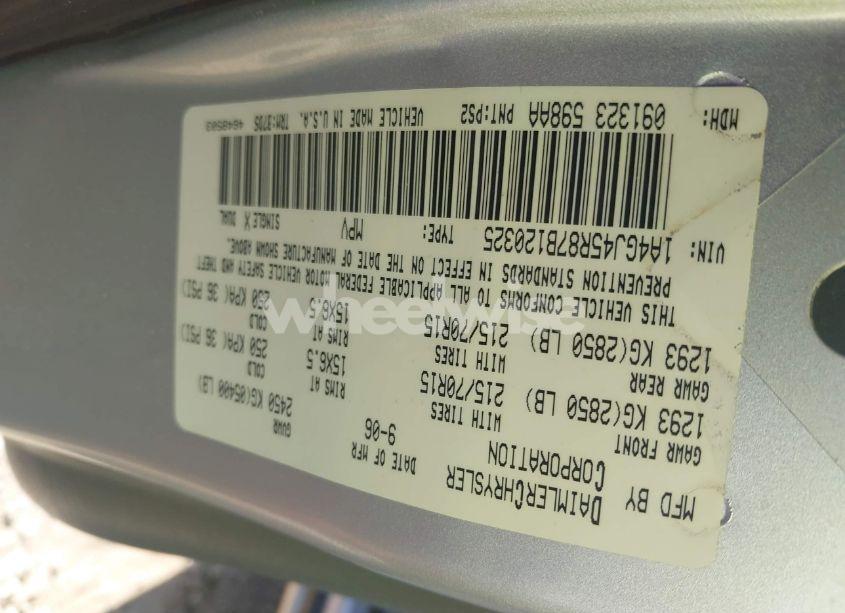 MFD BY DAIMLERCHRYSLER CORPORATION
DATE OF MFR 9-06
GVWR 2450 KG(05400 LB)
GAWR FRONT WITH TIRES RIMS AT COLD
1293 KG(2850 LB) 215/70R15 15X6.5 250 KPA( 36 PSI)
GAWR REAR WITH TIRES RIMS AT COLD
1293 KG(2850 LB) 215/70R15 15X6.5 250 KPA( 36 PSI)
THIS VEHICLE CONFORMS TO ALL APPLICABLE FEDERAL MOTOR VEHICLE SAFETY AND THEFT
PREVENTION STANDARDS IN EFFECT ON THE DATE OF MANUFACTURE SHOWN ABOVE.
VIN: 1A4GJ45R87B120325 TYPE: MPV SINGLE X DUAL
MDH: 091323 598AA PNT:PS2 VEHICLE MADE IN U.S.A. TRM:37DS 4648503
wheelwise